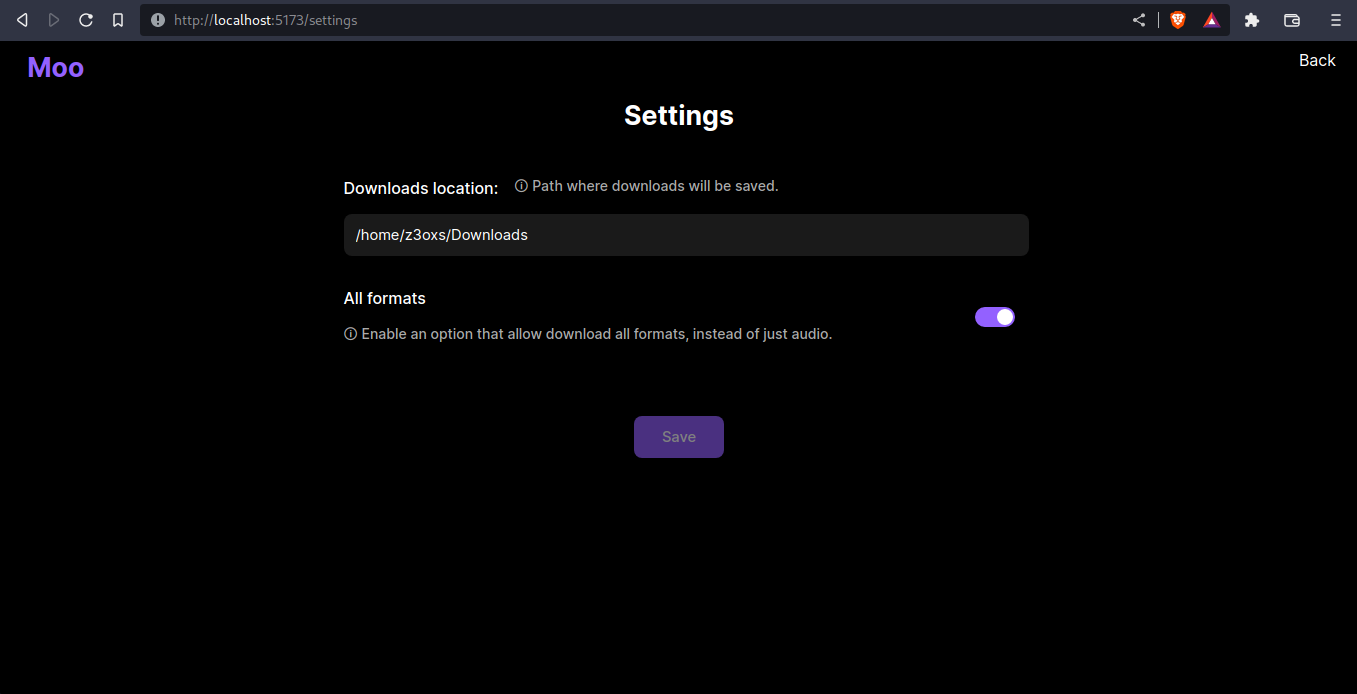 http://localhost:5173/settings
Moo
Back
Settings
Downloads location: ⓘ Path where downloads will be saved.
/home/z3oxs/Downloads
All formats
ⓘ Enable an option that allow download all formats, instead of just audio.
Save